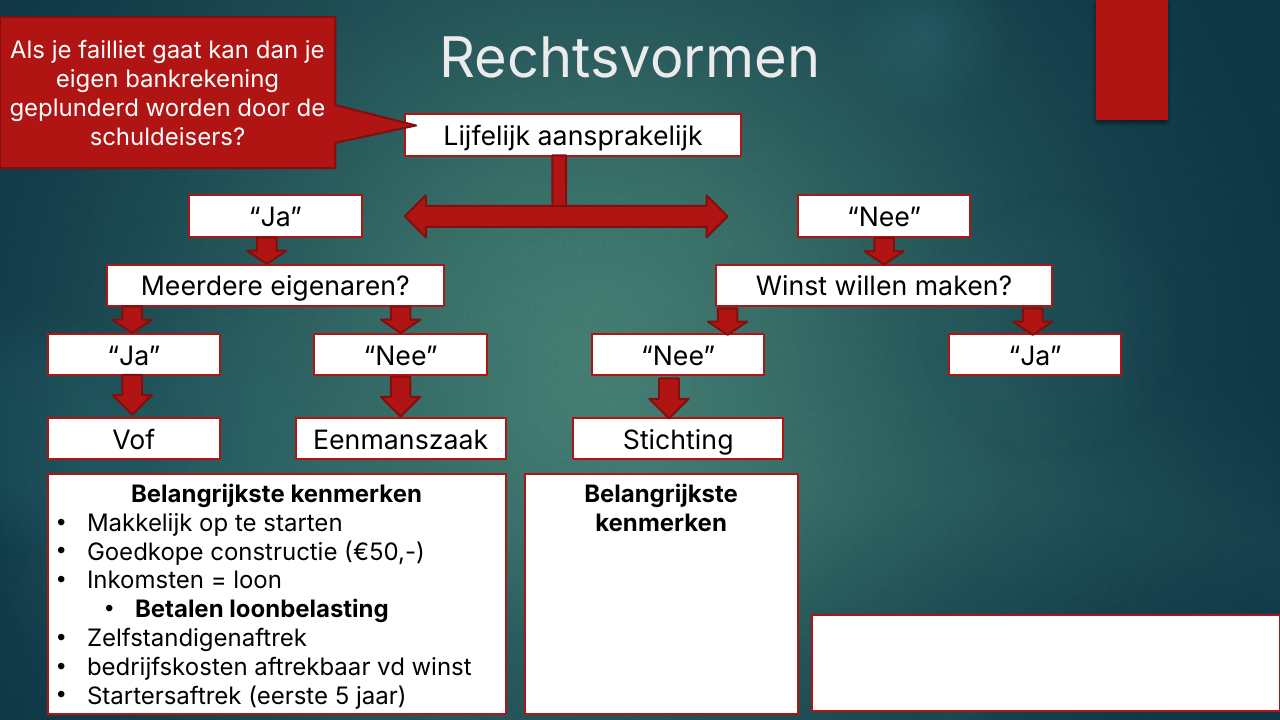 Als je failliet gaat kan dan je
eigen bankrekening
geplunderd worden door de
schuldeisers?
Rechtsvormen
Lijfelijk aansprakelijk
“Ja”
“Nee”
Meerdere eigenaren?
Winst willen maken?
“Ja”
“Nee”
“Nee”
“Ja”
Vof
Eenmanszaak
Stichting
Belangrijkste kenmerken
• Makkelijk op te starten
• Goedkope constructie (€50,-)
• Inkomsten = loon
• Betalen loonbelasting
• Zelfstandigenaftrek
• bedrijfskosten aftrekbaar vd winst
• Startersaftrek (eerste 5 jaar)
Belangrijkste
kenmerken